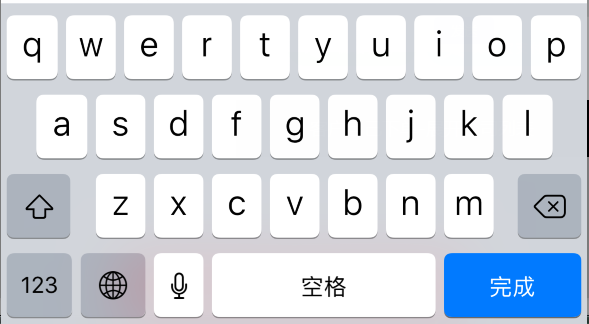 q w e r t y u i o p
a s d f g h j k l
z x c v b n m
123 空格 完成